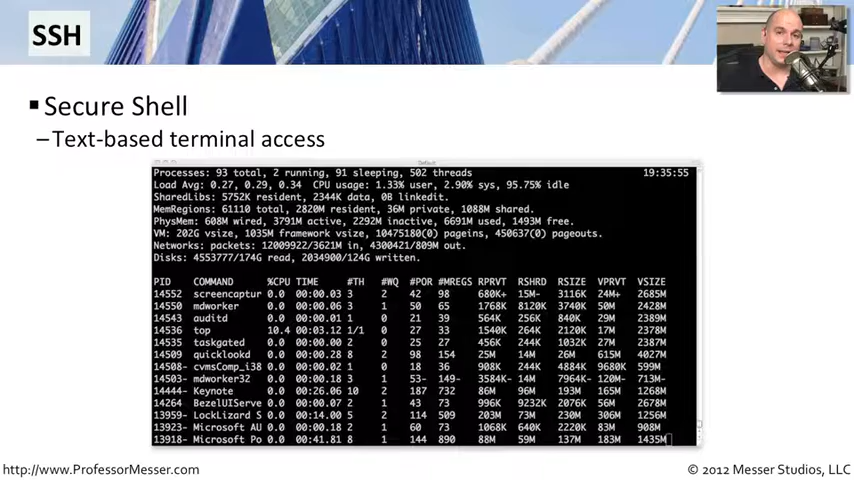 SSH
▪Secure Shell
–Text-based terminal access
Default
Processes: 93 total, 2 running, 91 sleeping, 502 threads 19:35:55
Load Avg: 0.27, 0.29, 0.34 CPU usage: 1.33% user, 2.90% sys, 95.75% idle
SharedLibs: 5752K resident, 2344K data, 0B linkedit.
MemRegions: 61110 total, 2820M resident, 36M private, 1088M shared.
PhysMem: 608M wired, 3791M active, 2292M inactive, 6691M used, 1493M free.
VM: 202G vsize, 1035M framework vsize, 10475180(0) pageins, 450637(0) pageouts.
Networks: packets: 12009922/3621M in, 4300421/809M out.
Disks: 4553777/174G read, 2034900/124G written.
PID COMMAND %CPU TIME #TH #WQ #POR #MREGS RPRVT RSHRD RSIZE VPRVT VSIZE
14552 screencaptur 0.0 00:00.03 3 2 42 98 680K+ 15M- 3116K 24M+ 2685M
14550 mdworker 0.0 00:00.06 3 1 50 65 1768K 8120K 3740K 50M 2428M
14543 auditd 0.0 00:00.01 1 0 21 39 564K 256K 840K 29M 2389M
14536 top 10.4 00:03.12 1/1 0 27 33 1540K 244K 2120K 17M 2378M
14535 taskgated 0.0 00:00.00 2 0 25 27 456K 244K 1032K 27M 2387M
14509 quicklookd 0.0 00:00.28 8 2 98 154 25M 14M 26M 615M 4027M
14508- cvmsComp_i38 0.0 00:00.02 1 0 18 36 908K 244K 4884K 9680K 599M
14503- mdworker32 0.0 00:00.18 3 1 53- 149- 3584K- 14M 7964K- 120M- 713M-
14444- Keynote 0.0 00:26.06 10 2 187 732 86M 96M 193M 165M 1268M
14264 BezelUIServe 0.0 00:00.07 2 1 43 73 996K 9232K 2076K 56M 2678M
13959- LockLizard S 0.0 00:14.00 5 2 114 509 203M 73M 230M 306M 1256M
13923- Microsoft AU 0.0 00:00.18 2 1 60 73 1068K 640K 2220K 83M 908M
13918- Microsoft Po 0.0 00:41.81 8 1 144 890 88M 59M 137M 183M 1435M
http://www.ProfessorMesser.com
© 2012 Messer Studios, LLC